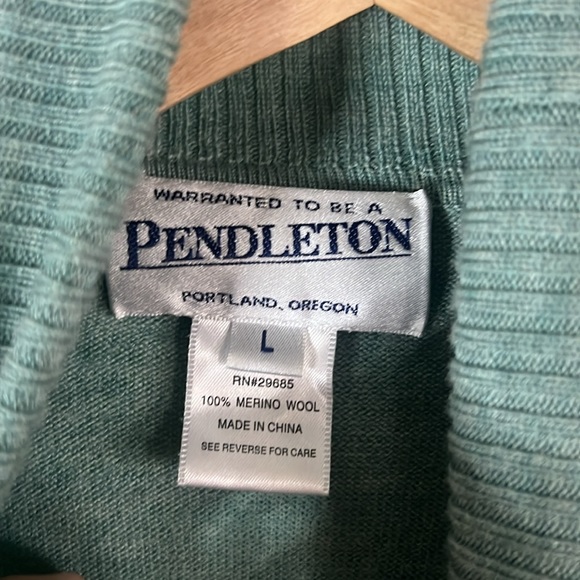 WARRANTED TO BE A
PENDLETON
PORTLAND, OREGON
L
RN#29685
100% MERINO WOOL
MADE IN CHINA
SEE REVERSE FOR CARE